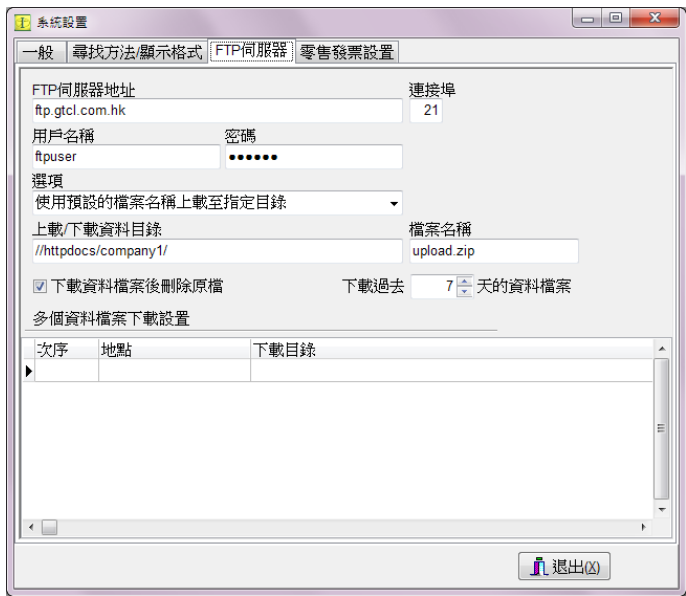 系統設置
一般 尋找方法/顯示格式 FTP伺服器 零售發票設置
FTP伺服器地址 連接埠
ftp.gtcl.com.hk 21
用戶名稱 密碼
ftpuser ●●●●●●
選項
使用預設的檔案名稱上載至指定目錄
上載/下載資料目錄 檔案名稱
//httpdocs/company1/ upload.zip
下載資料檔案後刪除原檔 下載過去 7 天的資料檔案
多個資料檔案下載設置
次序 地點 下載目錄
退出(X)